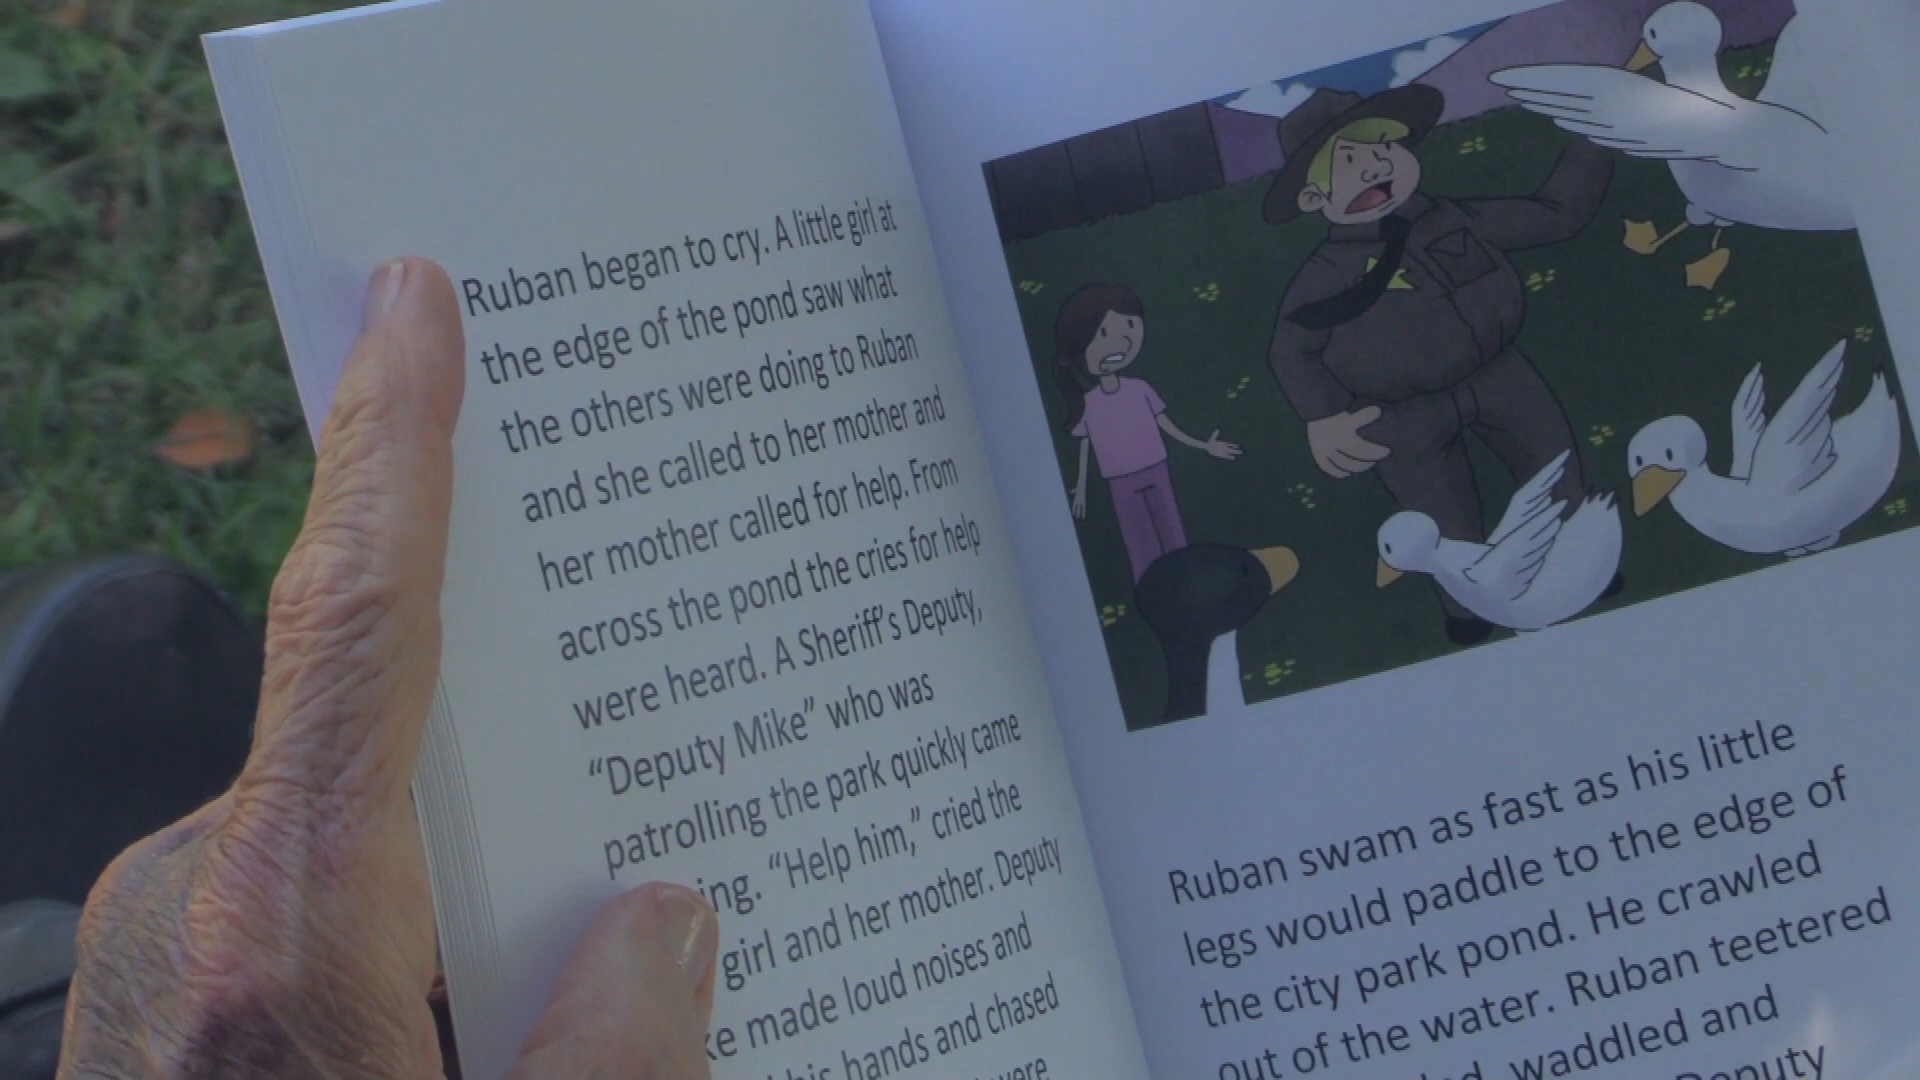 Ruban began to cry. A little girl at
the edge of the pond saw what
the others were doing to Ruban
and she called to her mother and
her mother called for help. From
across the pond the cries for help
were heard. A Sheriff's Deputy,
“Deputy Mike” who was
patrolling the park quickly came
ing. “Help him,” cried the
girl and her mother. Deputy
ke made loud noises and
his hands and chased
were
Ruban swam as fast as his little
legs would paddle to the edge of
the city park pond. He crawled
out of the water. Ruban teetered
waddled and
Deputy